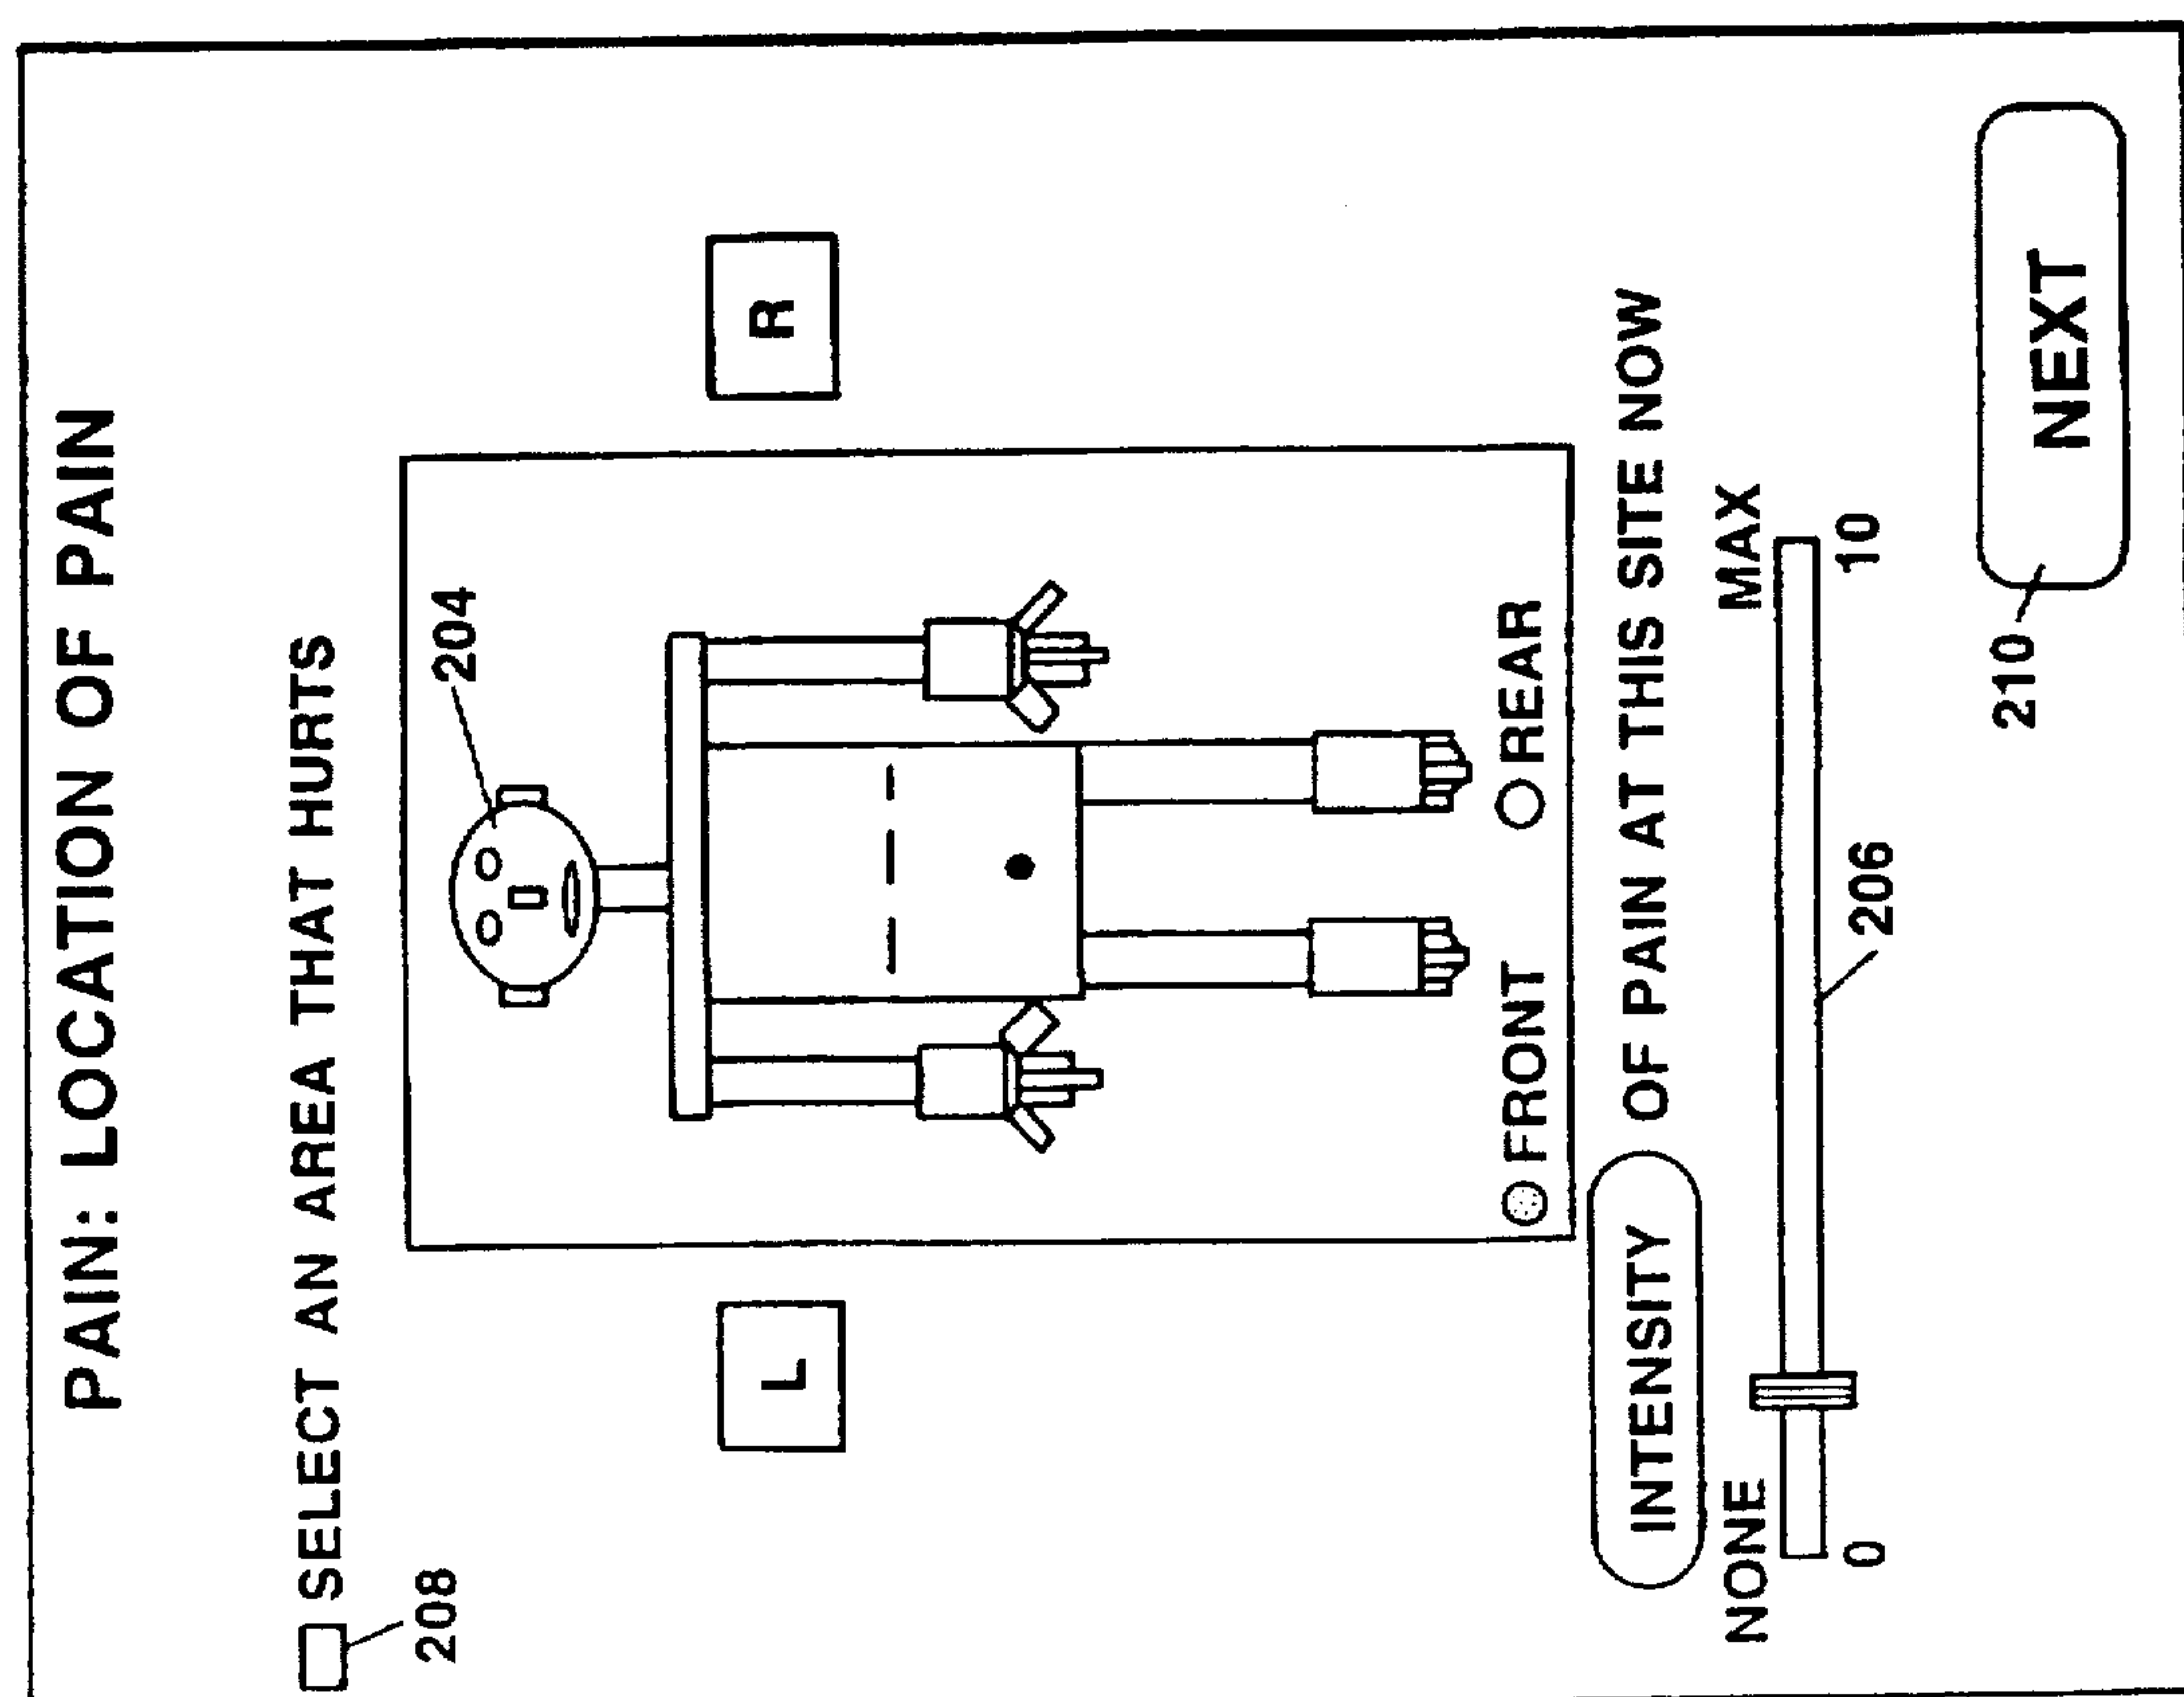 PAIN: LOCATION OF PAIN
SELECT AN AREA THAT HURTS
208
204
L
R
FRONT REAR
INTENSITY OF PAIN AT THIS SITE NOW
NONE MAX
0 10
206
210
NEXT